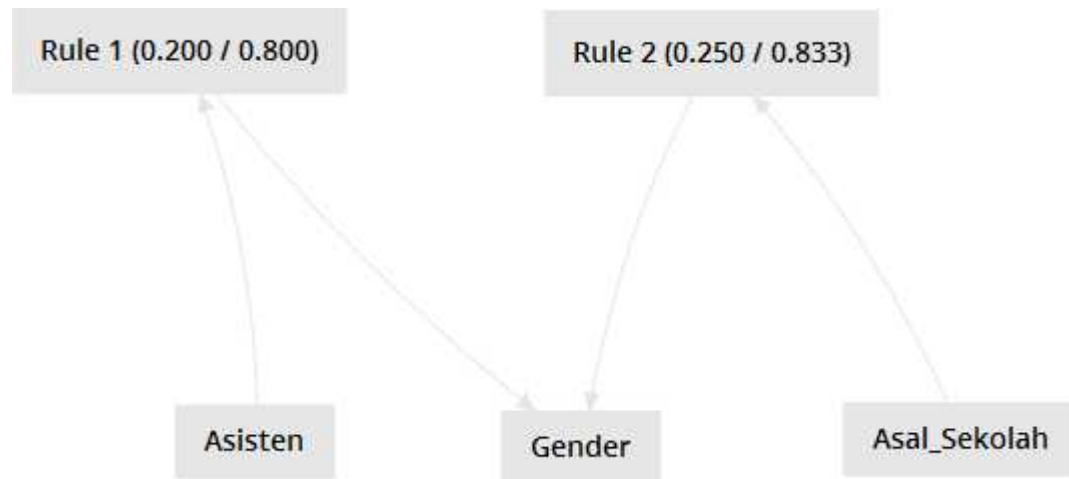 Rule 1 (0.200 / 0.800)
Rule 2 (0.250 / 0.833)
Asisten
Gender
Asal_Sekolah